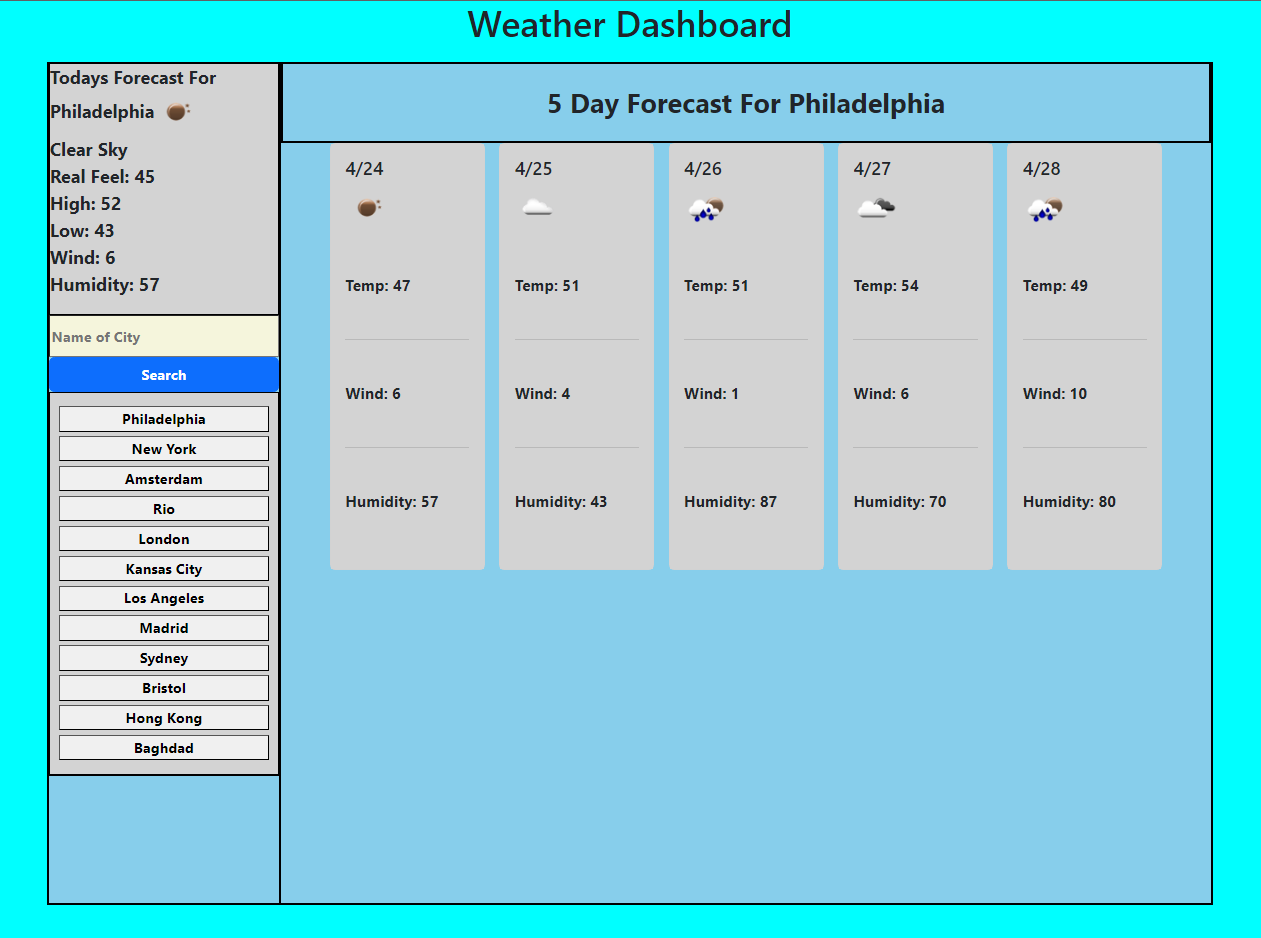 Weather Dashboard
Todays Forecast For
Philadelphia
Clear Sky
Real Feel: 45
High: 52
Low: 43
Wind: 6
Humidity: 57
Name of City
Search
Philadelphia
New York
Amsterdam
Rio
London
Kansas City
Los Angeles
Madrid
Sydney
Bristol
Hong Kong
Baghdad
5 Day Forecast For Philadelphia
4/24
Temp: 47
Wind: 6
Humidity: 57
4/25
Temp: 51
Wind: 4
Humidity: 43
4/26
Temp: 51
Wind: 1
Humidity: 87
4/27
Temp: 54
Wind: 6
Humidity: 70
4/28
Temp: 49
Wind: 10
Humidity: 80